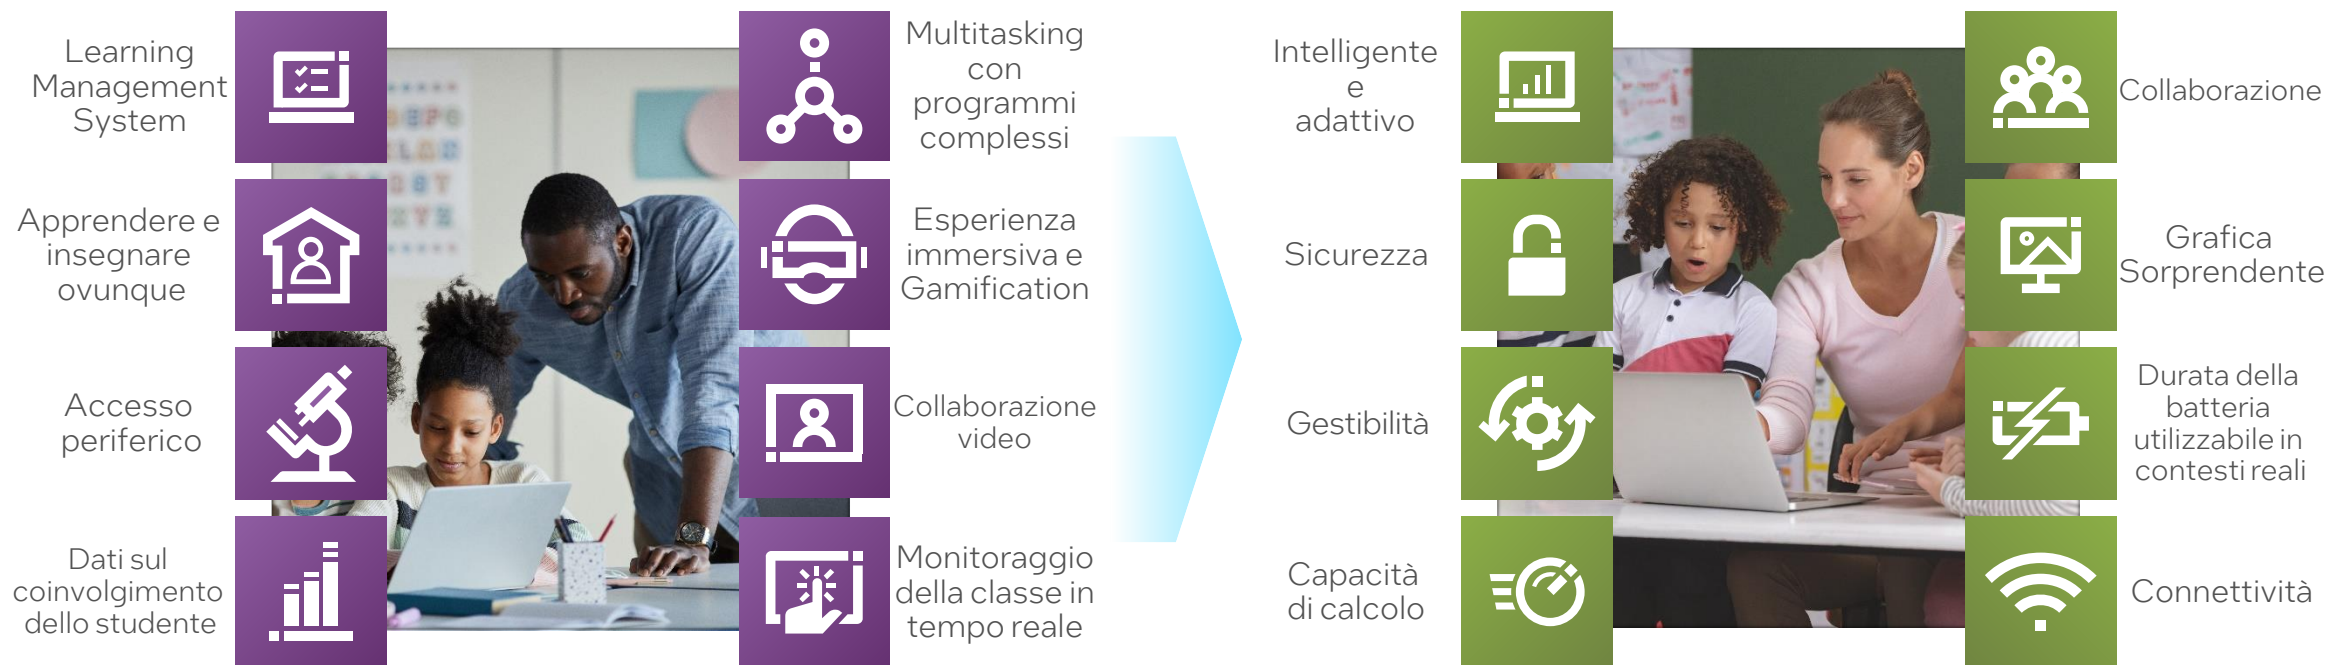 Learning
Management
System
Multitasking
con
programmi
complessi
Intelligente
e
adattivo
Collaborazione
Apprendere e
insegnare
ovunque
Esperienza
immersiva e
Gamification
Sicurezza
Grafica
Sorprendente
Accesso
periferico
Collaborazione
video
Gestibilità
Durata della
batteria
utilizzabile in
contesti reali
Dati sul
coinvolgimento
dello studente
Monitoraggio
della classe in
tempo reale
Capacità
di calcolo
Connettività